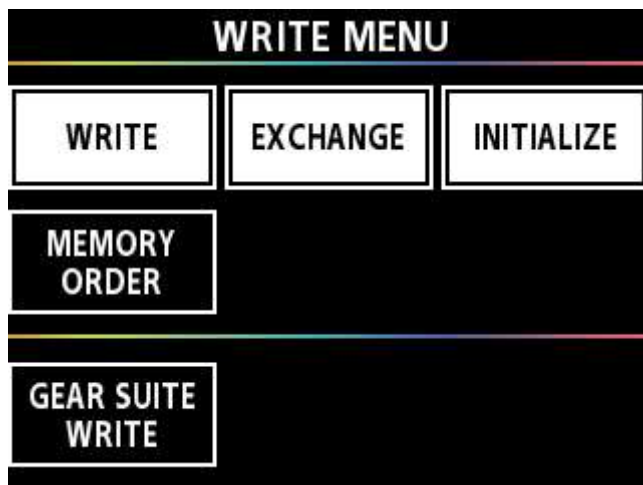 WRITE MENU
WRITE EXCHANGE INITIALIZE
MEMORY
ORDER
GEAR SUITE
WRITE